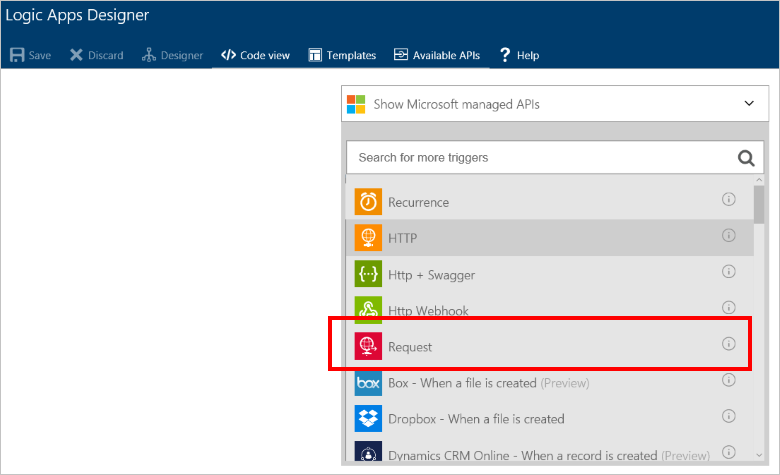 Logic Apps Designer
Save Discard Designer Code view Templates Available APIs Help
Show Microsoft managed APIs
Search for more triggers
Recurrence
HTTP
Http + Swagger
Http Webhook
Request
box Box - When a file is created (Preview)
Dropbox - When a file is created
Dynamics CRM Online - When a record is created (Preview)